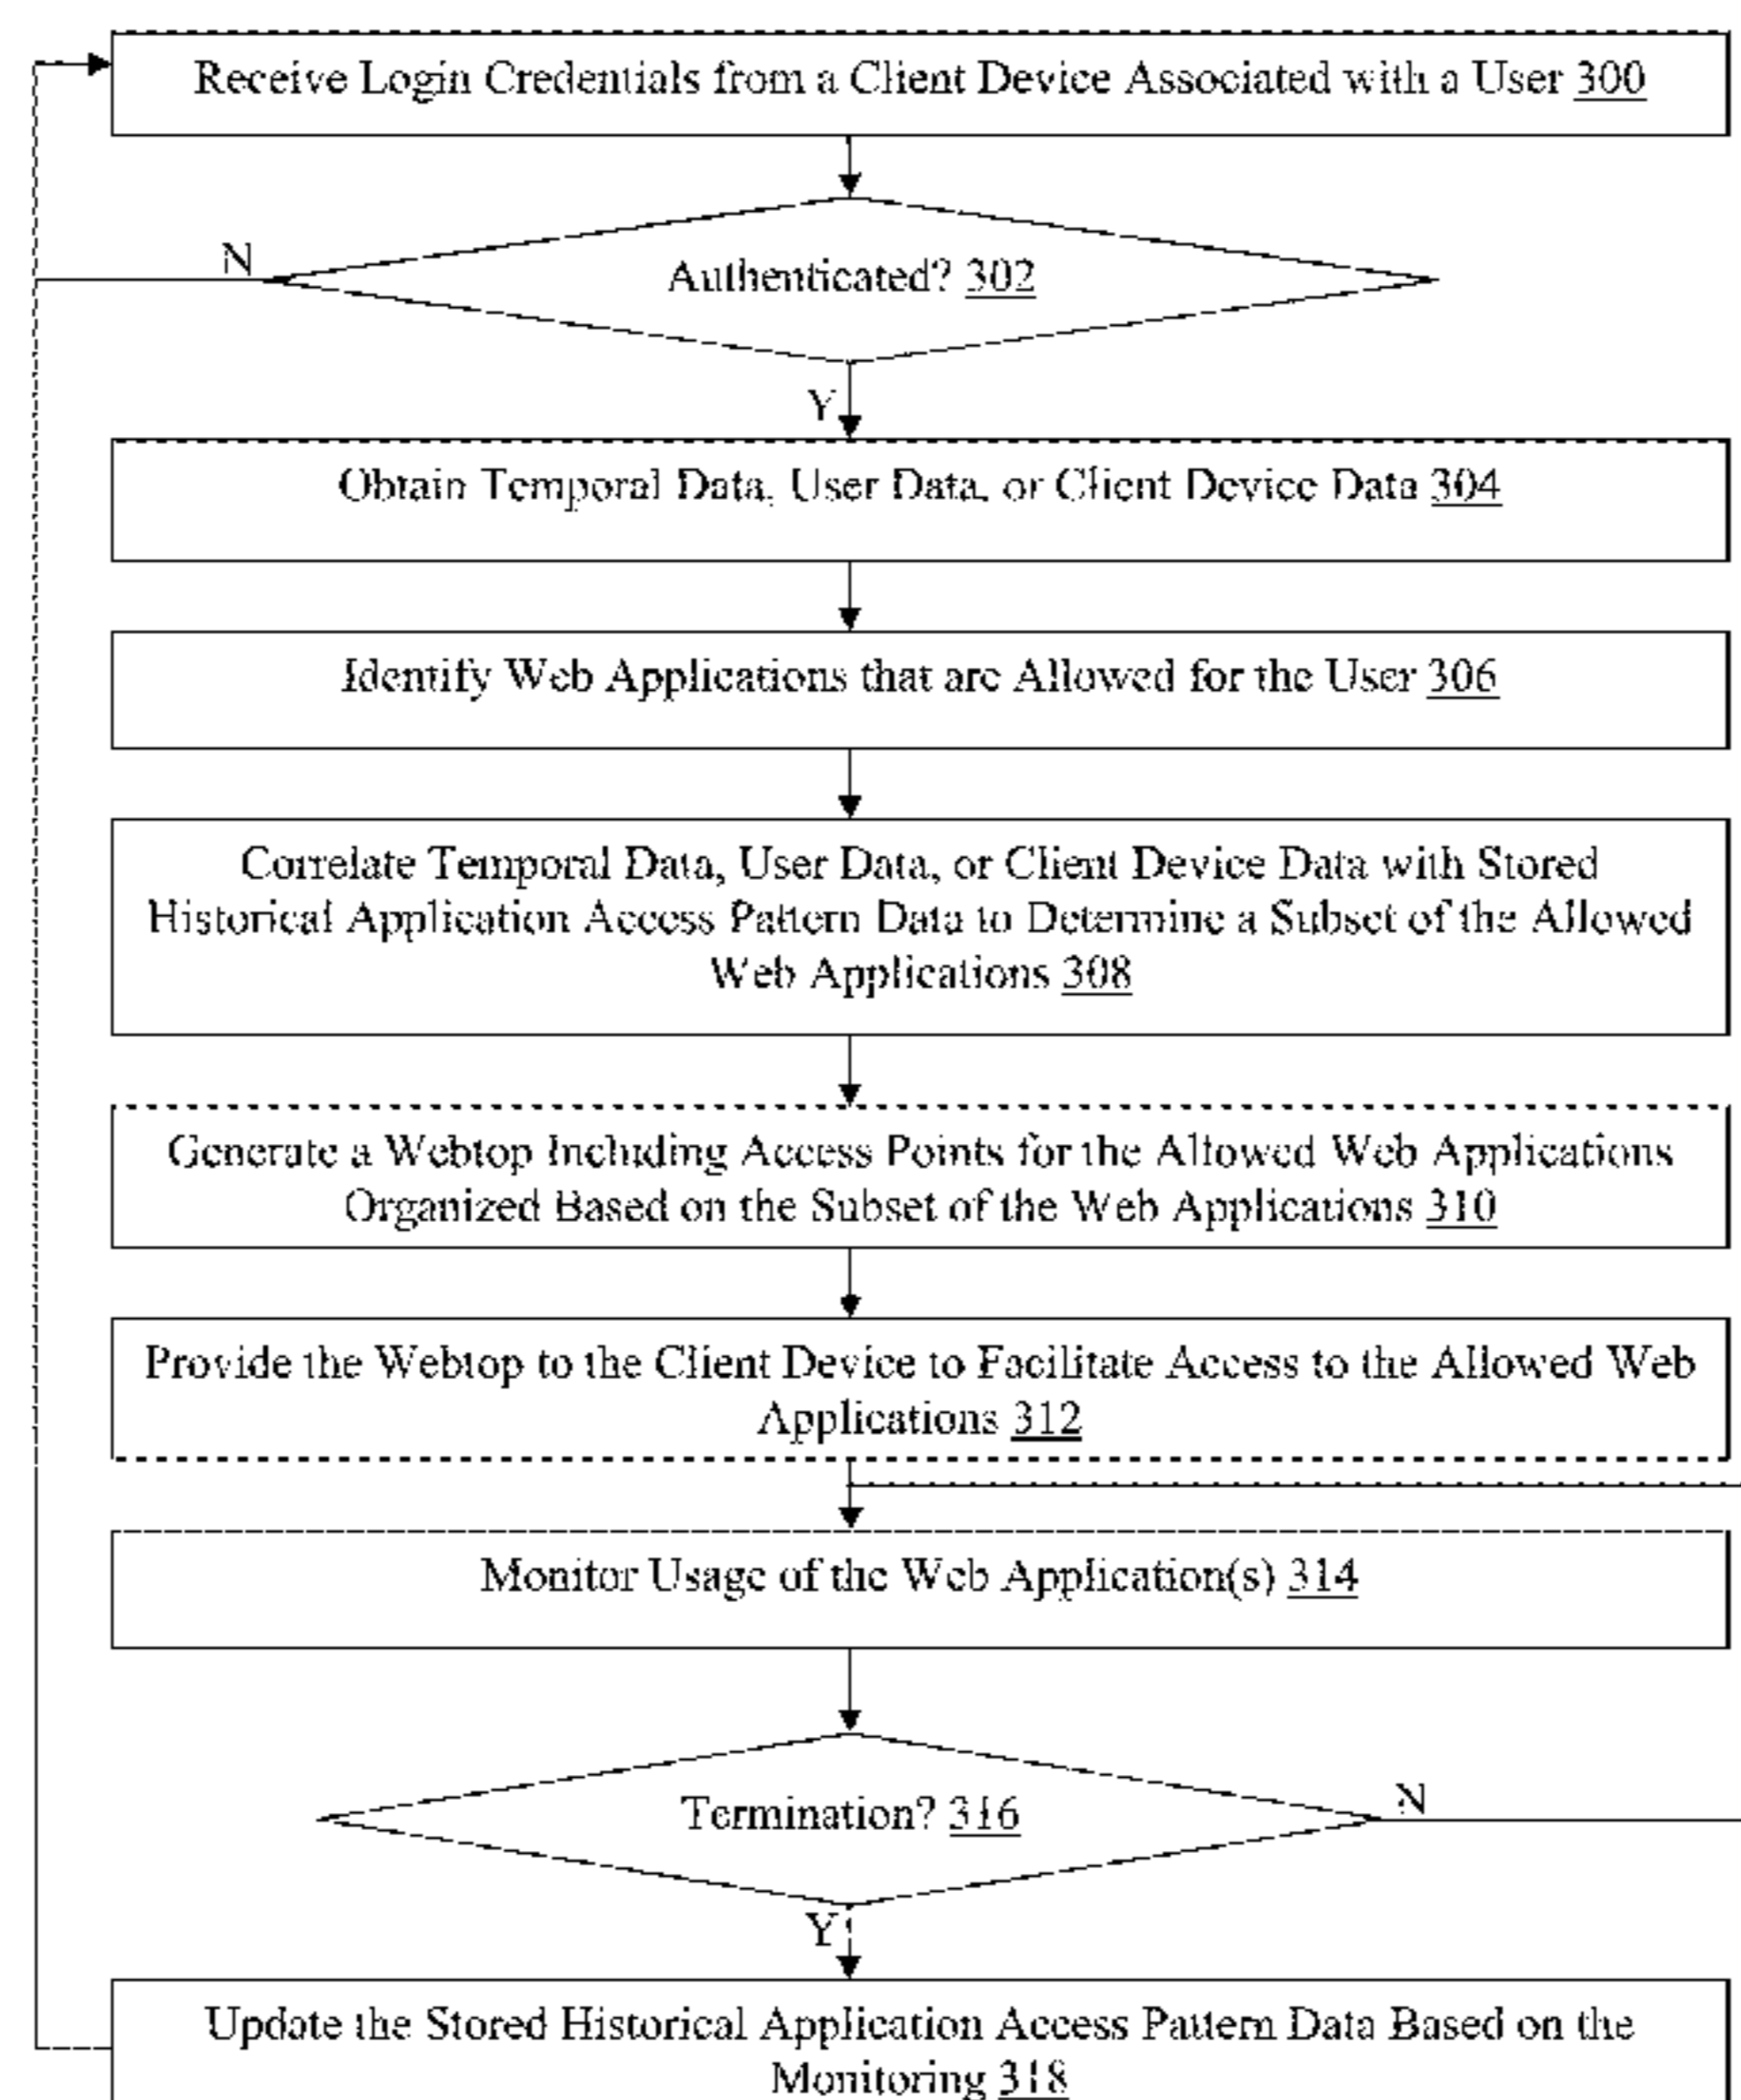 Receive Login Credentials from a Client Device Associated with a User 300
Authenticated? 302
N
Y
Obtain Temporal Data, User Data, or Client Device Data 304
Identify Web Applications that are Allowed for the User 306
Correlate Temporal Data, User Data, or Client Device Data with Stored
Historical Application Access Pattern Data to Determine a Subset of the Allowed
Web Applications 308
Generate a Webtop Including Access Points for the Allowed Web Applications
Organized Based on the Subset of the Web Applications 310
Provide the Webtop to the Client Device to Facilitate Access to the Allowed Web
Applications 312
Monitor Usage of the Web Application(s) 314
Termination? 316
N
Y
Update the Stored Historical Application Access Pattern Data Based on the
Monitoring 318